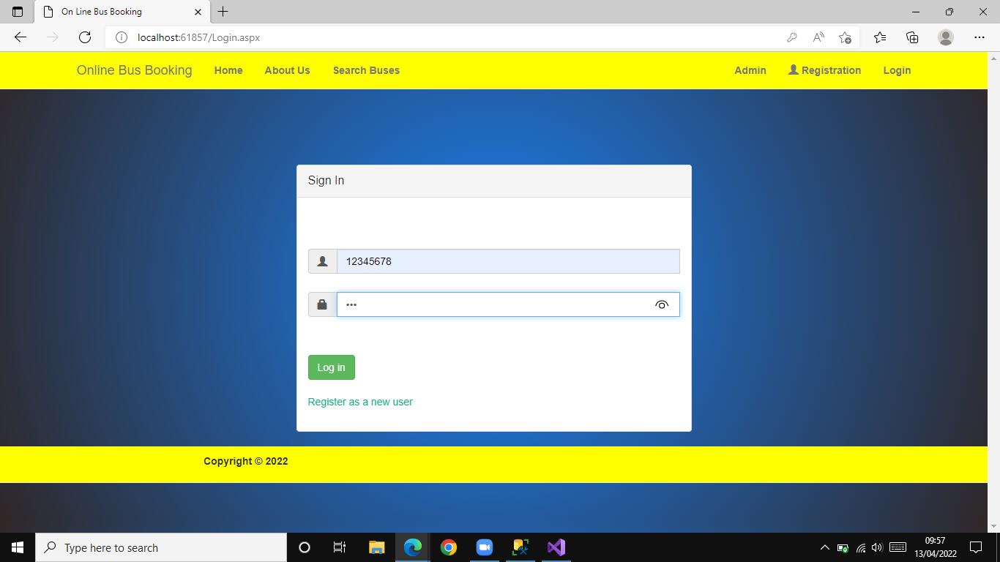 On Line Bus Booking
localhost:61857/Login.aspx
Online Bus Booking Home About Us Search Buses Admin Registration Login
Sign In
12345678
•••
Log in
Register as a new user
Copyright © 2022
Type here to search
09:57
13/04/2022